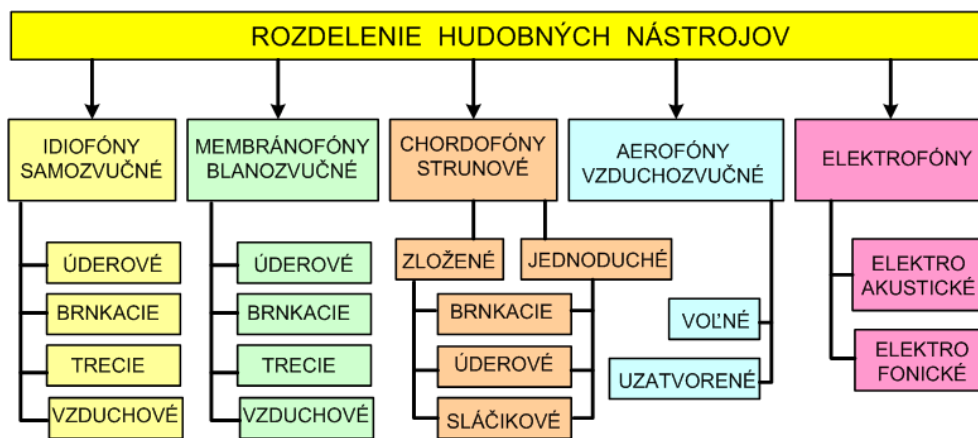 ROZDELENIE HUDOBNÝCH NÁSTROJOV
IDIOFÓNY
SAMOZVUČNÉ
ÚDEROVÉ
BRNKACIE
TRECIE
VZDUCHOVÉ
MEMBRÁNOFÓNY
BLANOZVUČNÉ
ÚDEROVÉ
BRNKACIE
TRECIE
VZDUCHOVÉ
CHORDOFÓNY
STRUNOVÉ
ZLOŽENÉ
JEDNODUCHÉ
BRNKACIE
ÚDEROVÉ
SLÁČIKOVÉ
AEROFÓNY
VZDUCHOZVUČNÉ
VOĽNÉ
UZATVORENÉ
ELEKTROFÓNY
ELEKTRO
AKUSTICKÉ
ELEKTRO
FONICKÉ